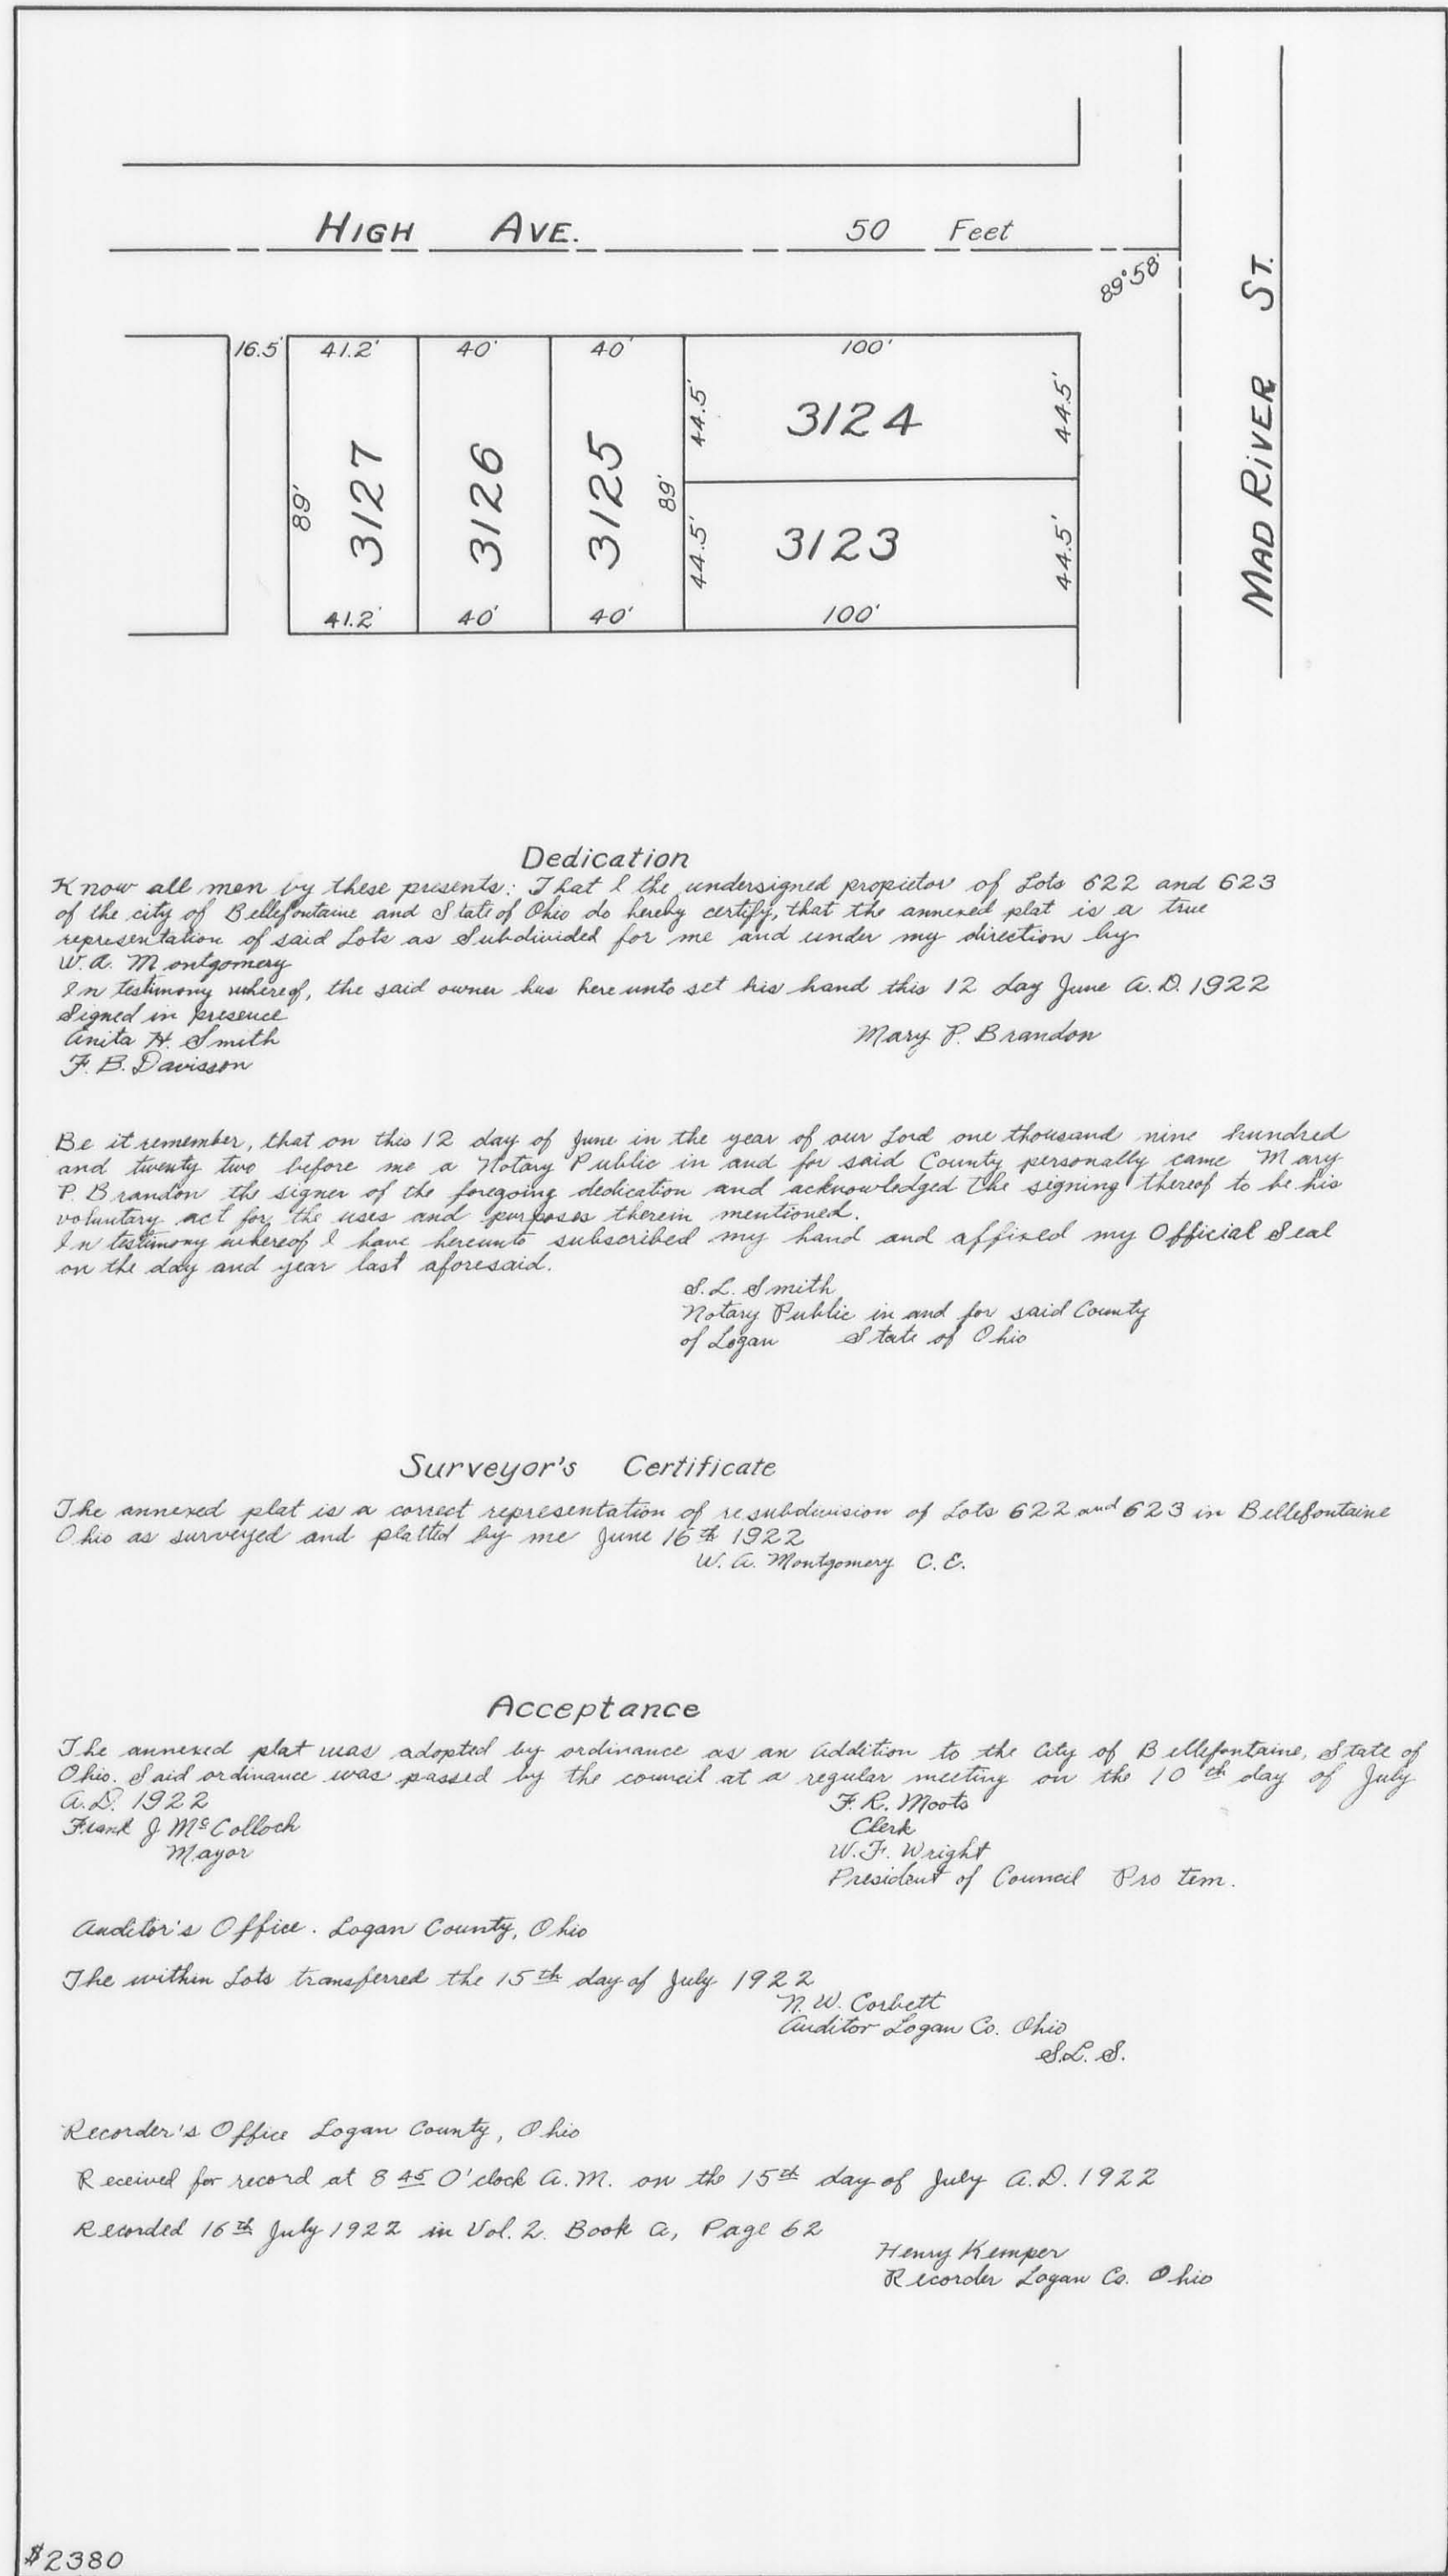 HIGH AVE. 50 Feet
89°58'
MAD RIVER ST.
16.5' 41.2' 40' 40' 100'
44.5' 3124 44.5'
89' 3127 3126 3125 89'
44.5' 3123 44.5'
41.2' 40' 40' 100'
Dedication
Know all men by these presents: That I the undersigned propietor of Lots 622 and 623
of the city of Bellefontaine and State of Ohio do hereby certify, that the annexed plat is a true
representation of said Lots as Subdivided for me and under my direction by
W.A. Montgomery
In testimony whereof, the said owner has hereunto set his hand this 12 day June A.D. 1922
Signed in presence
Anita H. Smith
Mary P. Brandon
F. B. Davisson
Be it remember, that on this 12 day of June in the year of our Lord one thousand nine hundred
and twenty two before me a Notary Public in and for said County personally came Mary
P. Brandon the signer of the foregoing dedication and acknowledged the signing thereof to be his
voluntary act for the uses and purposes therein mentioned.
In testimony whereof I have hereunto subscribed my hand and affixed my Official Seal
on the day and year last aforesaid.
S.L. Smith
Notary Public in and for said County
of Logan State of Ohio
Surveyor's Certificate
The annexed plat is a correct representation of resubdivision of Lots 622 and 623 in Bellefontaine
Ohio as surveyed and platted by me June 16th 1922
W. A. Montgomery C.E.
Acceptance
The annexed plat was adopted by ordinance as an Addition to the City of Bellefontaine, State of
Ohio. Said ordinance was passed by the council at a regular meeting on the 10th day of July
A.D. 1922
F. R. Moots
Frank J McColloch
Clerk
Mayor
W. F. Wright
President of Council Pro tem.
Auditor's Office. Logan County, Ohio
The within Lots transferred the 15th day of July 1922
N. W. Corbett
Auditor Logan Co. Ohio
S.L.S.
Recorder's Office Logan County, Ohio
Received for record at 8 45 O'clock A.M. on the 15th day of July A.D. 1922
Recorded 16th July 1922 in Vol. 2. Book A, Page 62
Henry Kemper
Recorder Logan Co. Ohio
$2380